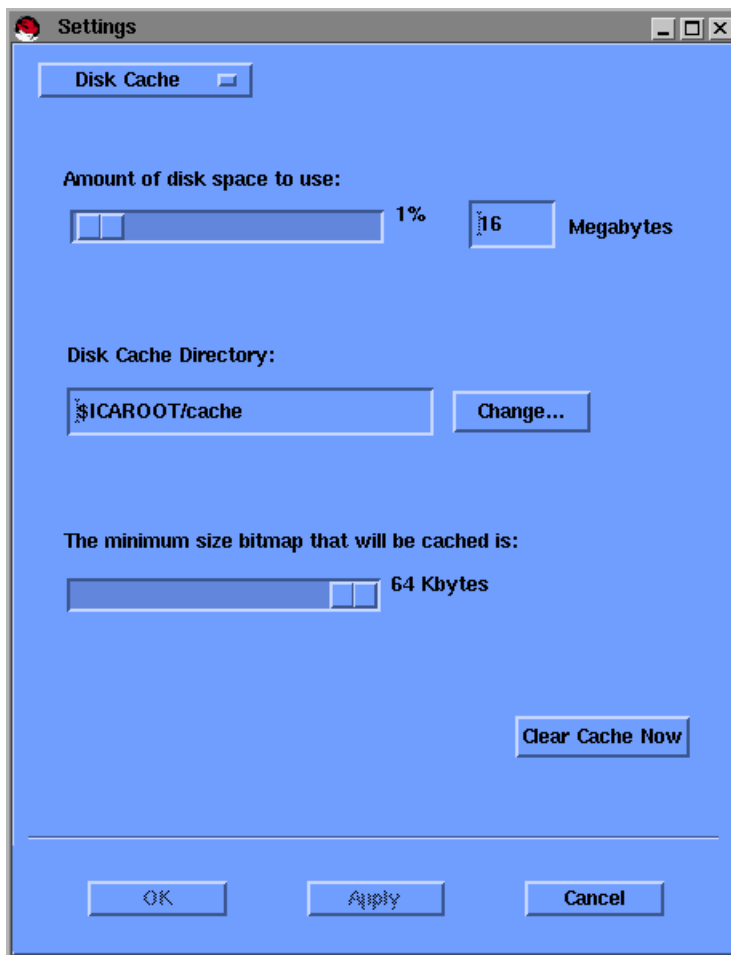 Settings
Disk Cache
Amount of disk space to use:
1%
16
Megabytes
Disk Cache Directory:
$ICAROOT/cache
Change...
The minimum size bitmap that will be cached is:
64 Kbytes
Clear Cache Now
OK
Apply
Cancel